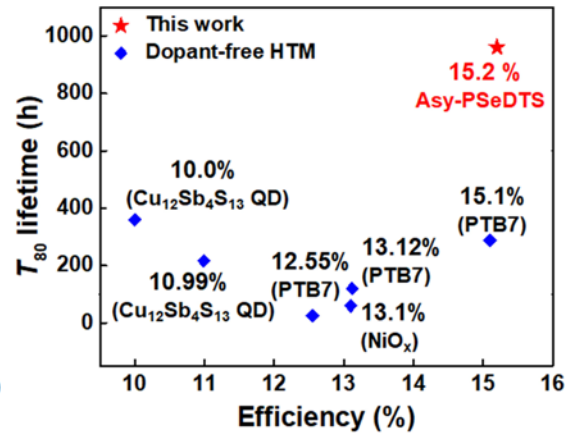 This work
Dopant-free HTM
1000
800
600
400
200
0
T80 lifetime (h)
15.2 %
Asy-PSeDTS
10.0%
(Cu12Sb4S13 QD)
10.99%
(Cu12Sb4S13 QD)
12.55%
(PTB7)
13.12%
(PTB7)
13.1%
(NiOx)
15.1%
(PTB7)
10 11 12 13 14 15 16
Efficiency (%)